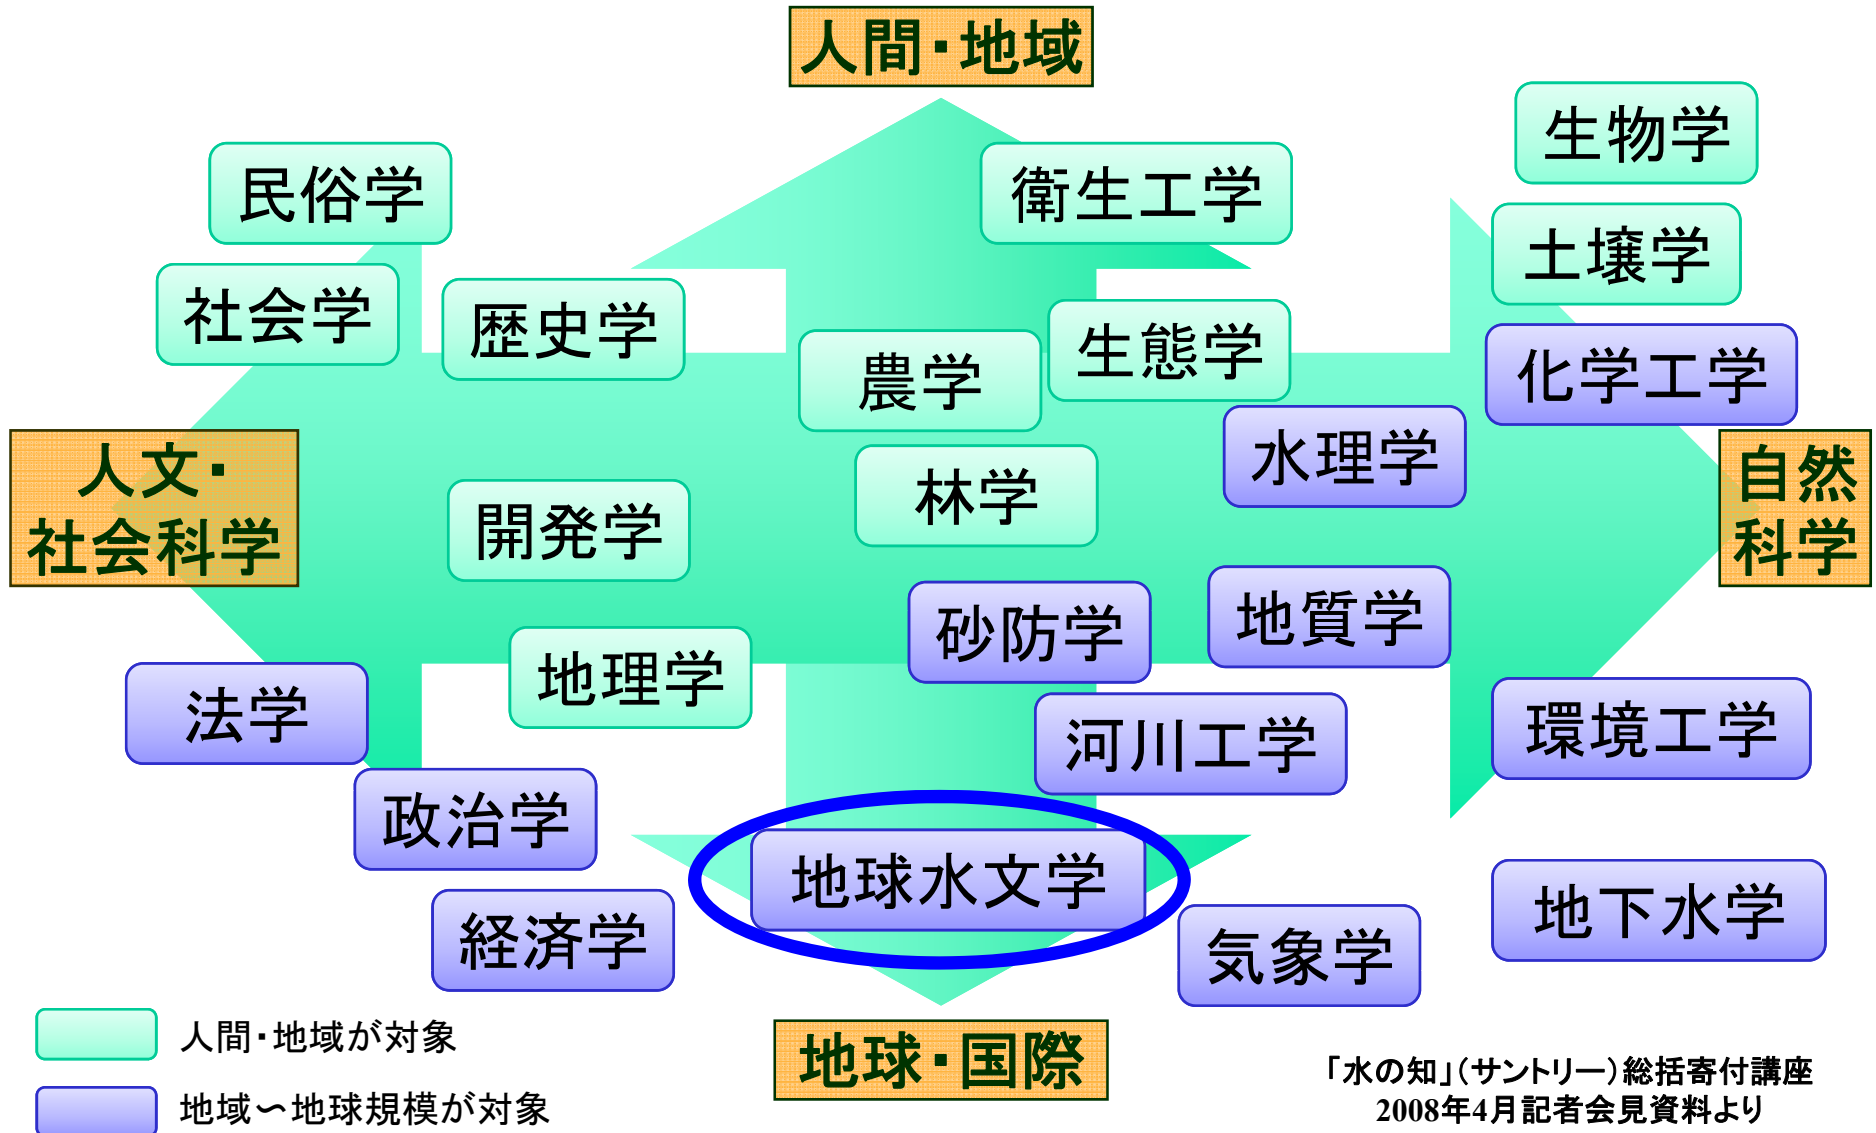 人間・地域
生物学
民俗学
衛生工学
土壌学
社会学
歴史学
生態学
農学
化学工学
水理学
人文・
社会科学
自然
科学
林学
開発学
砂防学
地質学
地理学
法学
河川工学
環境工学
政治学
地球水文学
地下水学
経済学
気象学
人間・地域が対象
地球・国際
地域～地球規模が対象
「水の知」（サントリー）総括寄付講座
2008年4月記者会見資料より